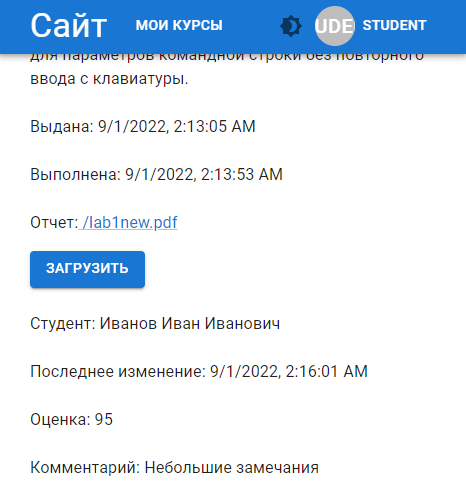 Сайт
МОИ КУРСЫ
UDE
STUDENT
для параметров командной строки без повторного
ввода с клавиатуры.
Выдана: 9/1/2022, 2:13:05 AM
Выполнена: 9/1/2022, 2:13:53 AM
Отчет: /lab1new.pdf
ЗАГРУЗИТЬ
Студент: Иванов Иван Иванович
Последнее изменение: 9/1/2022, 2:16:01 AM
Оценка: 95
Комментарий: Небольшие замечания